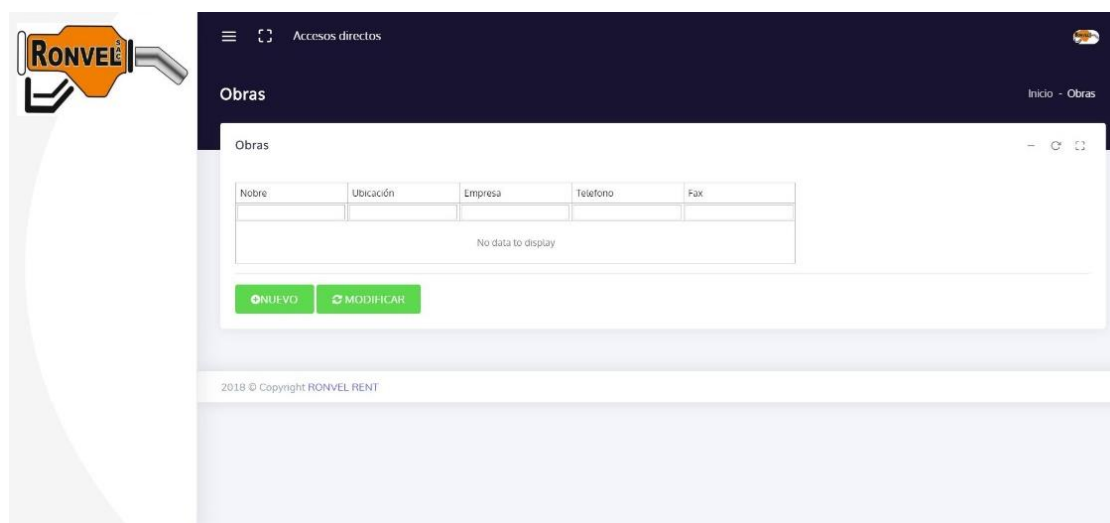 RONVEL SAC
Accesos directos
Obras
Inicio - Obras
Obras
Nobre Ubicación Empresa Telefono Fax
No data to display
NUEVO MODIFICAR
2018 © Copyright RONVEL RENT